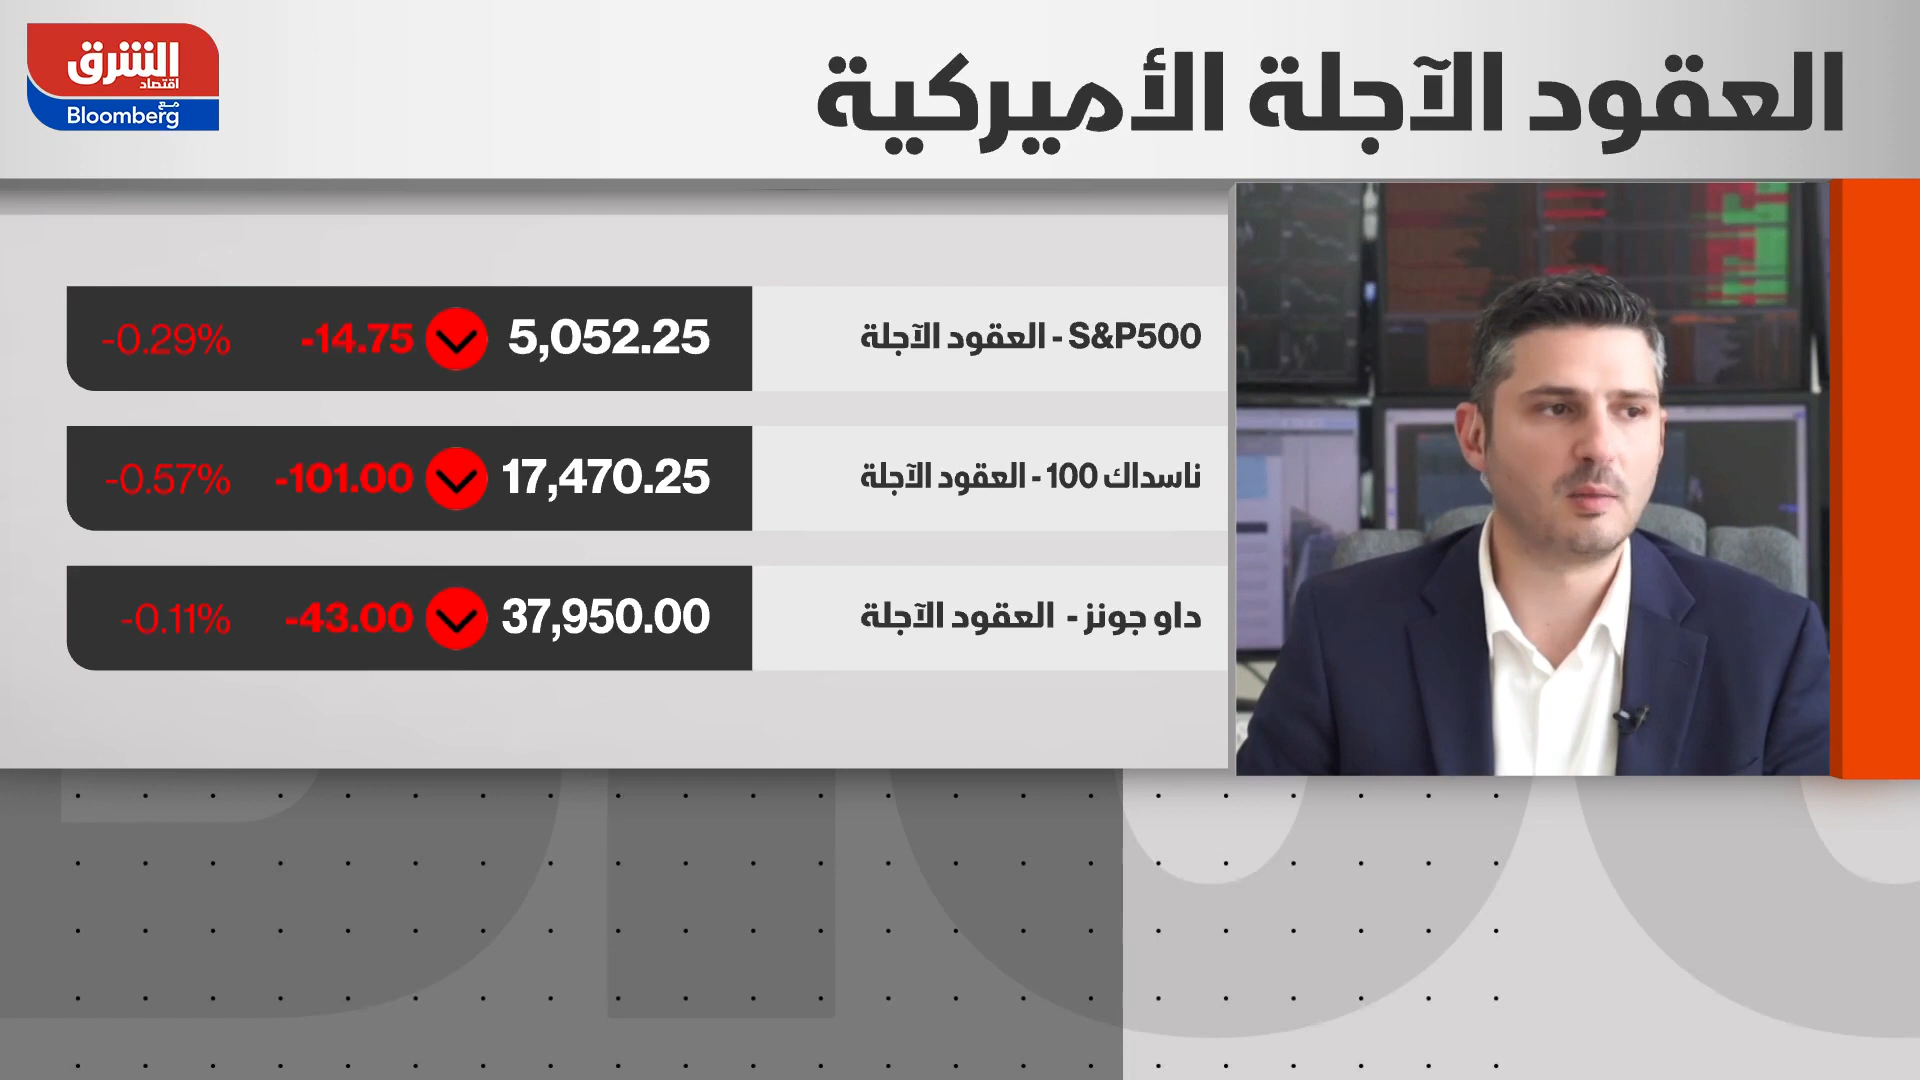 الشرق
اقتصاد
مع
Bloomberg
العقود الآجلة الأميركية
S&P500 - العقود الآجلة
5,052.25
-14.75
-0.29%
ناسداك 100 - العقود الآجلة
17,470.25
-101.00
-0.57%
داو جونز - العقود الآجلة
37,950.00
-43.00
-0.11%